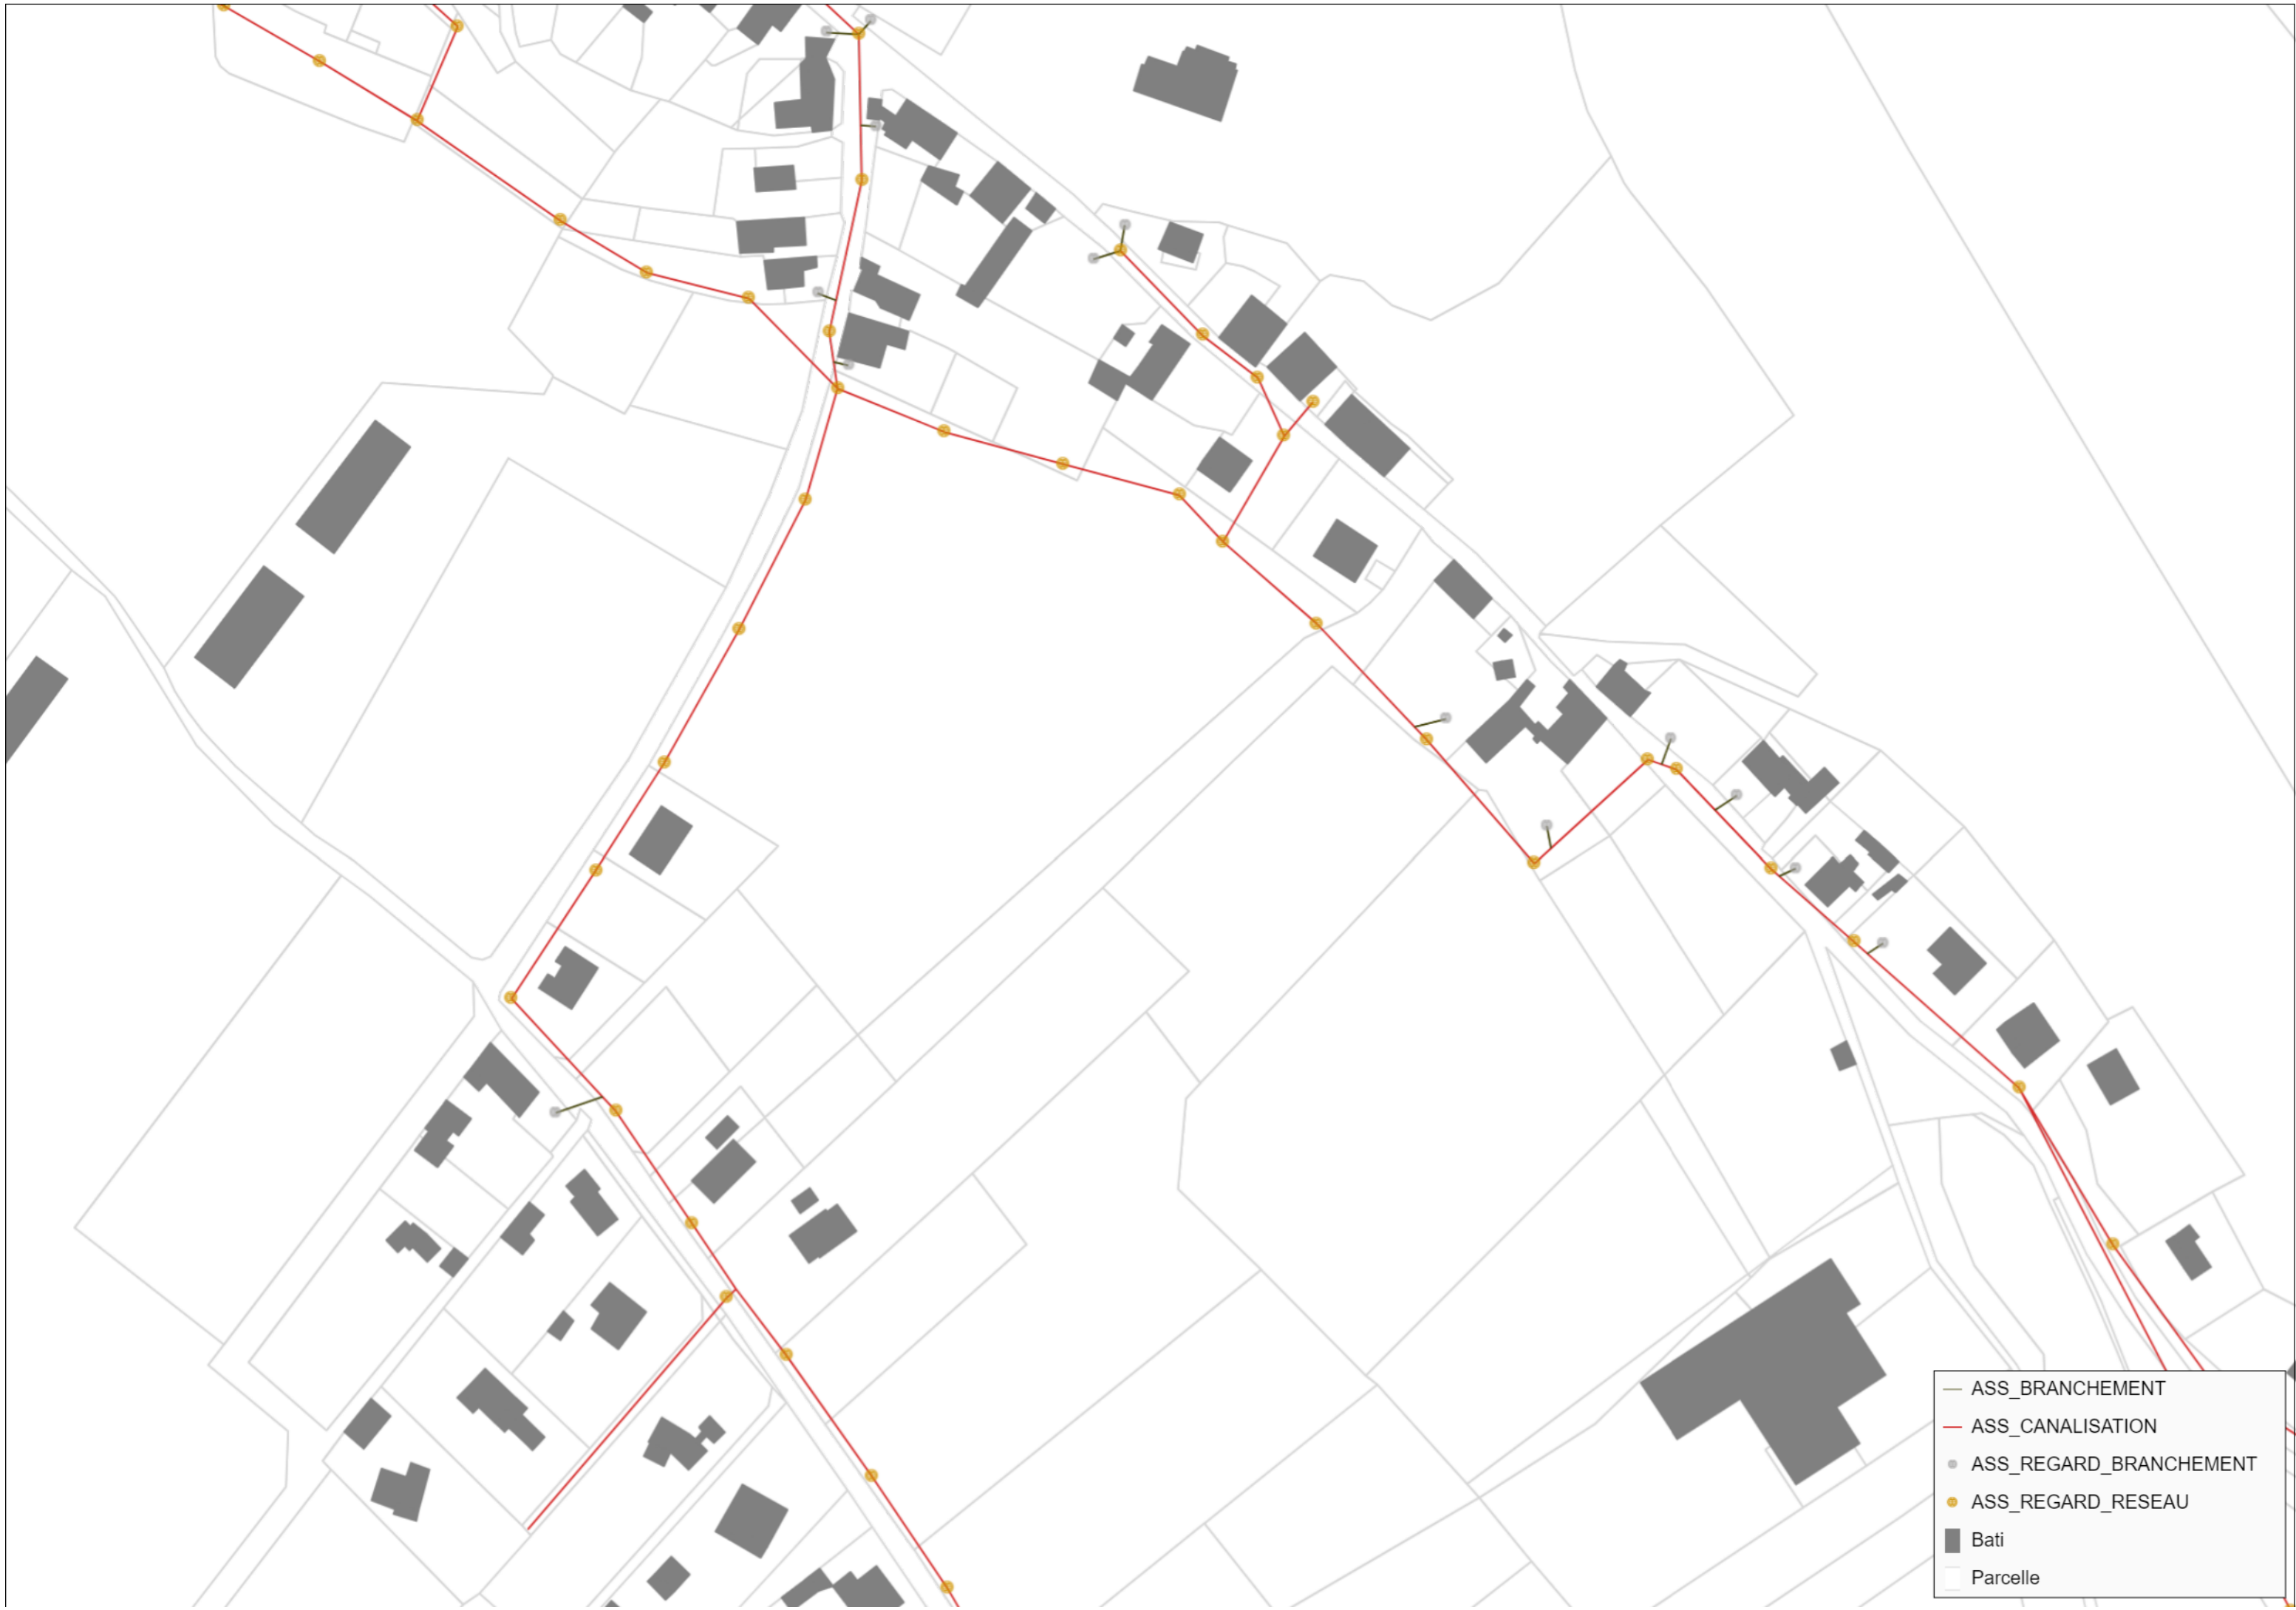 ASS_BRANCHEMENT
ASS_CANALISATION
ASS_REGARD_BRANCHEMENT
ASS_REGARD_RESEAU
Bati
Parcelle